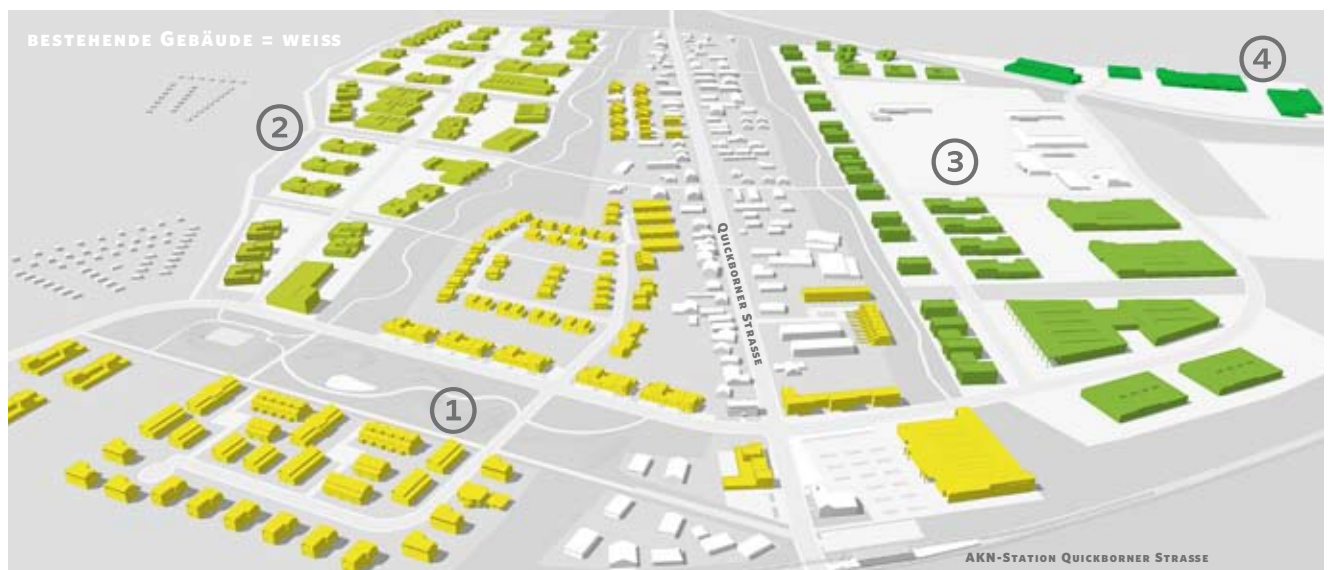 BESTEHENDE GEBÄUDE = WEISS
4
2
3
QUICKBORNER STRASSE
1
AKN-STATION QUICKBORNER STRASSE